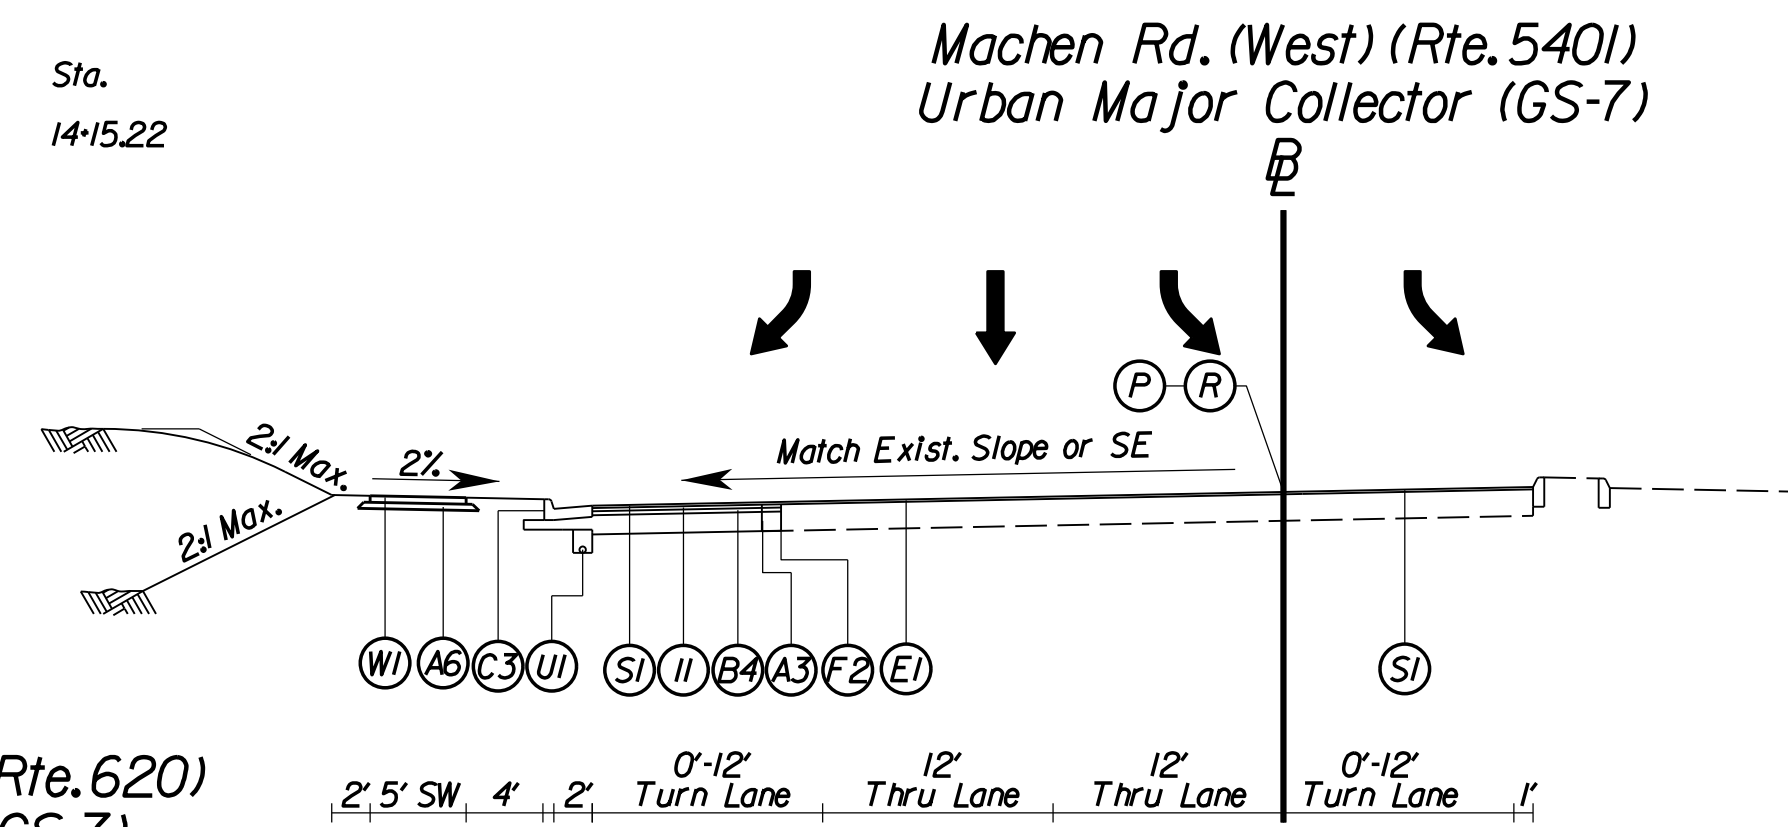 Machen Rd. (West) (Rte. 5401)
Urban Major Collector (GS-7)
Sta.
14+15.22
BL
P R
Match Exist. Slope or SE
2:1 Max.
2%
2:1 Max.
W1 A6 C3 U1 S1 I1 B4 A3 F2 E1 S1
Rte. 620)
0'-12' 12' 12' 0'-12'
2' 5' SW 4' 2' Turn Lane Thru Lane Thru Lane Turn Lane 1'